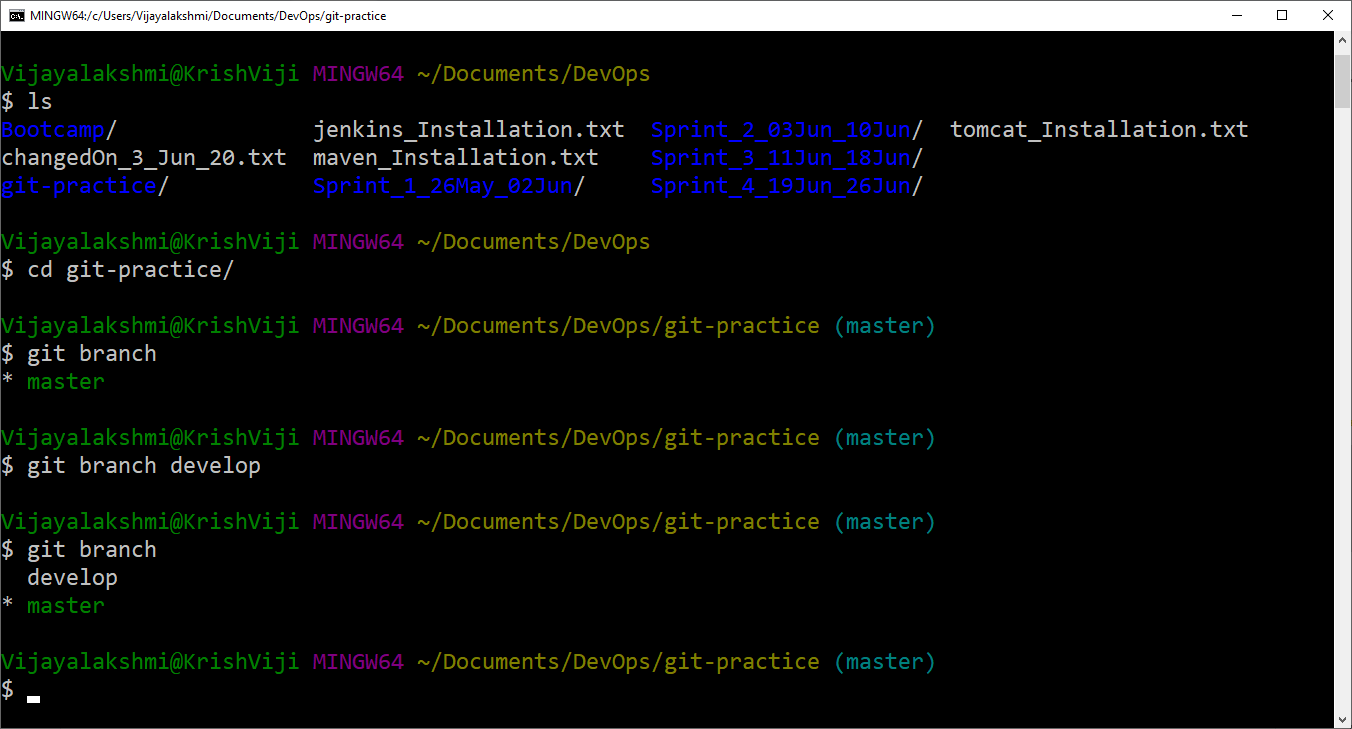 MINGW64:/c/Users/Vijayalakshmi/Documents/DevOps/git-practice
Vijayalakshmi@KrishViji MINGW64 ~/Documents/DevOps
$ ls
Bootcamp/ jenkins_Installation.txt Sprint_2_03Jun_10Jun/ tomcat_Installation.txt
changedOn_3_Jun_20.txt maven_Installation.txt Sprint_3_11Jun_18Jun/
git-practice/ Sprint_1_26May_02Jun/ Sprint_4_19Jun_26Jun/
Vijayalakshmi@KrishViji MINGW64 ~/Documents/DevOps
$ cd git-practice/
Vijayalakshmi@KrishViji MINGW64 ~/Documents/DevOps/git-practice (master)
$ git branch
* master
Vijayalakshmi@KrishViji MINGW64 ~/Documents/DevOps/git-practice (master)
$ git branch develop
Vijayalakshmi@KrishViji MINGW64 ~/Documents/DevOps/git-practice (master)
$ git branch
develop
* master
Vijayalakshmi@KrishViji MINGW64 ~/Documents/DevOps/git-practice (master)
$